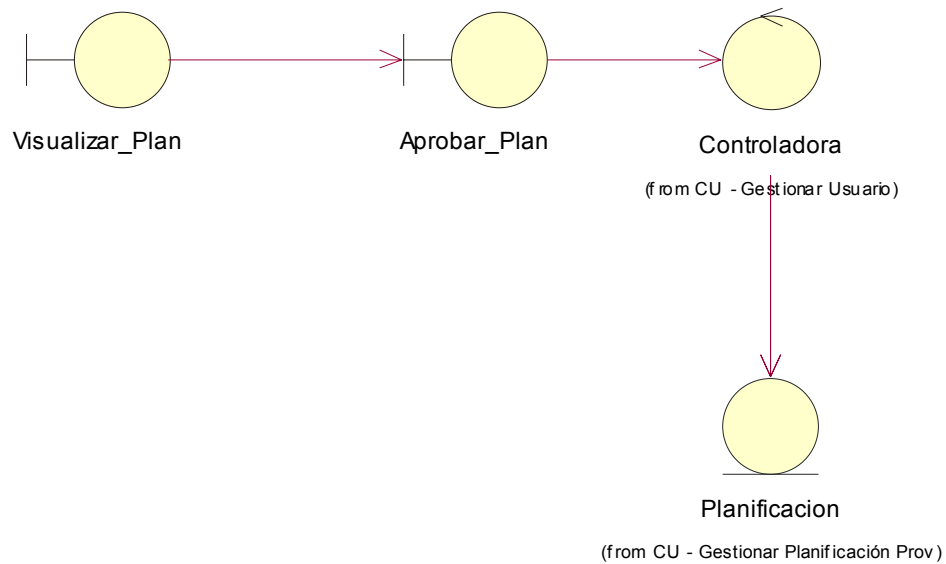 Visualizar_Plan
Aprobar_Plan
Controladora
(from CU - Gestionar Usuario)
Planificacion
(from CU - Gestionar Planificación Prov)